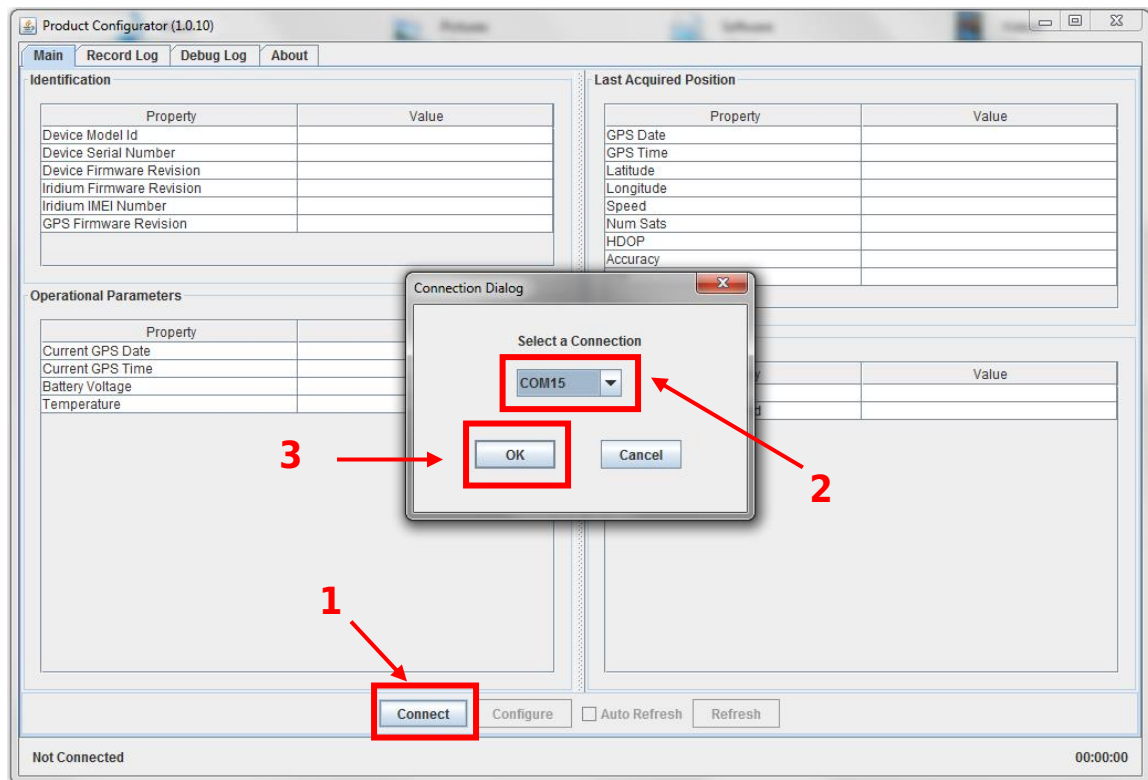 Product Configurator (1.0.10)
Pictures
Software
Main Record Log Debug Log About
Identification
Property Value
Device Model Id
Device Serial Number
Device Firmware Revision
Iridium Firmware Revision
Iridium IMEI Number
GPS Firmware Revision
Last Acquired Position
Property Value
GPS Date
GPS Time
Latitude
Longitude
Speed
Num Sats
HDOP
Accuracy
Operational Parameters
Property
Current GPS Date
Current GPS Time
Battery Voltage
Temperature
Value
Connection Dialog
Select a Connection
COM15
OK Cancel
3
2
1
Connect Configure Auto Refresh Refresh
Not Connected 00:00:00